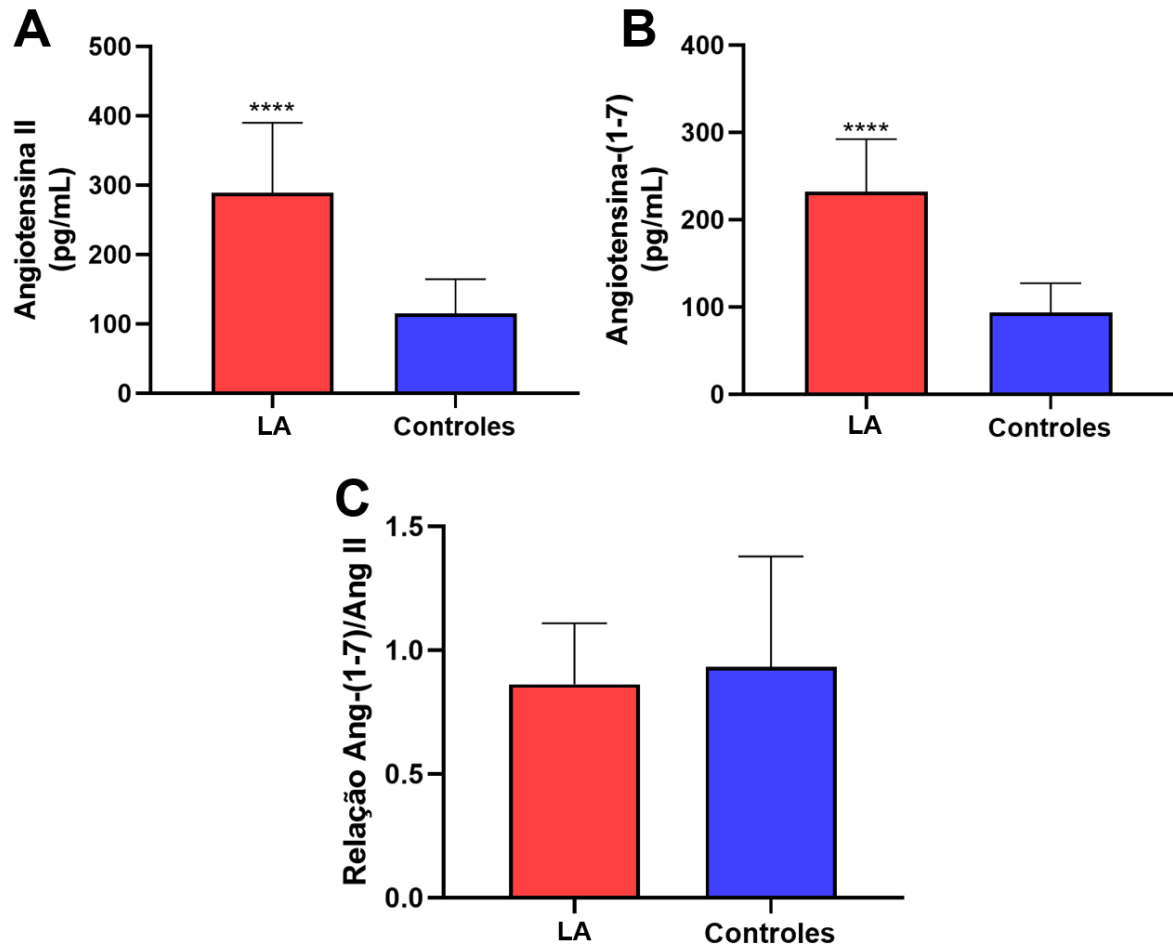 A
Angiotensina II
(pg/mL)
500
400
300
200
100
0
****
LA
Controles
B
Angiotensina-(1-7)
(pg/mL)
400
300
200
100
0
****
LA
Controles
C
Relação Ang-(1-7)/Ang II
1.5
1.0
0.5
0.0
LA
Controles